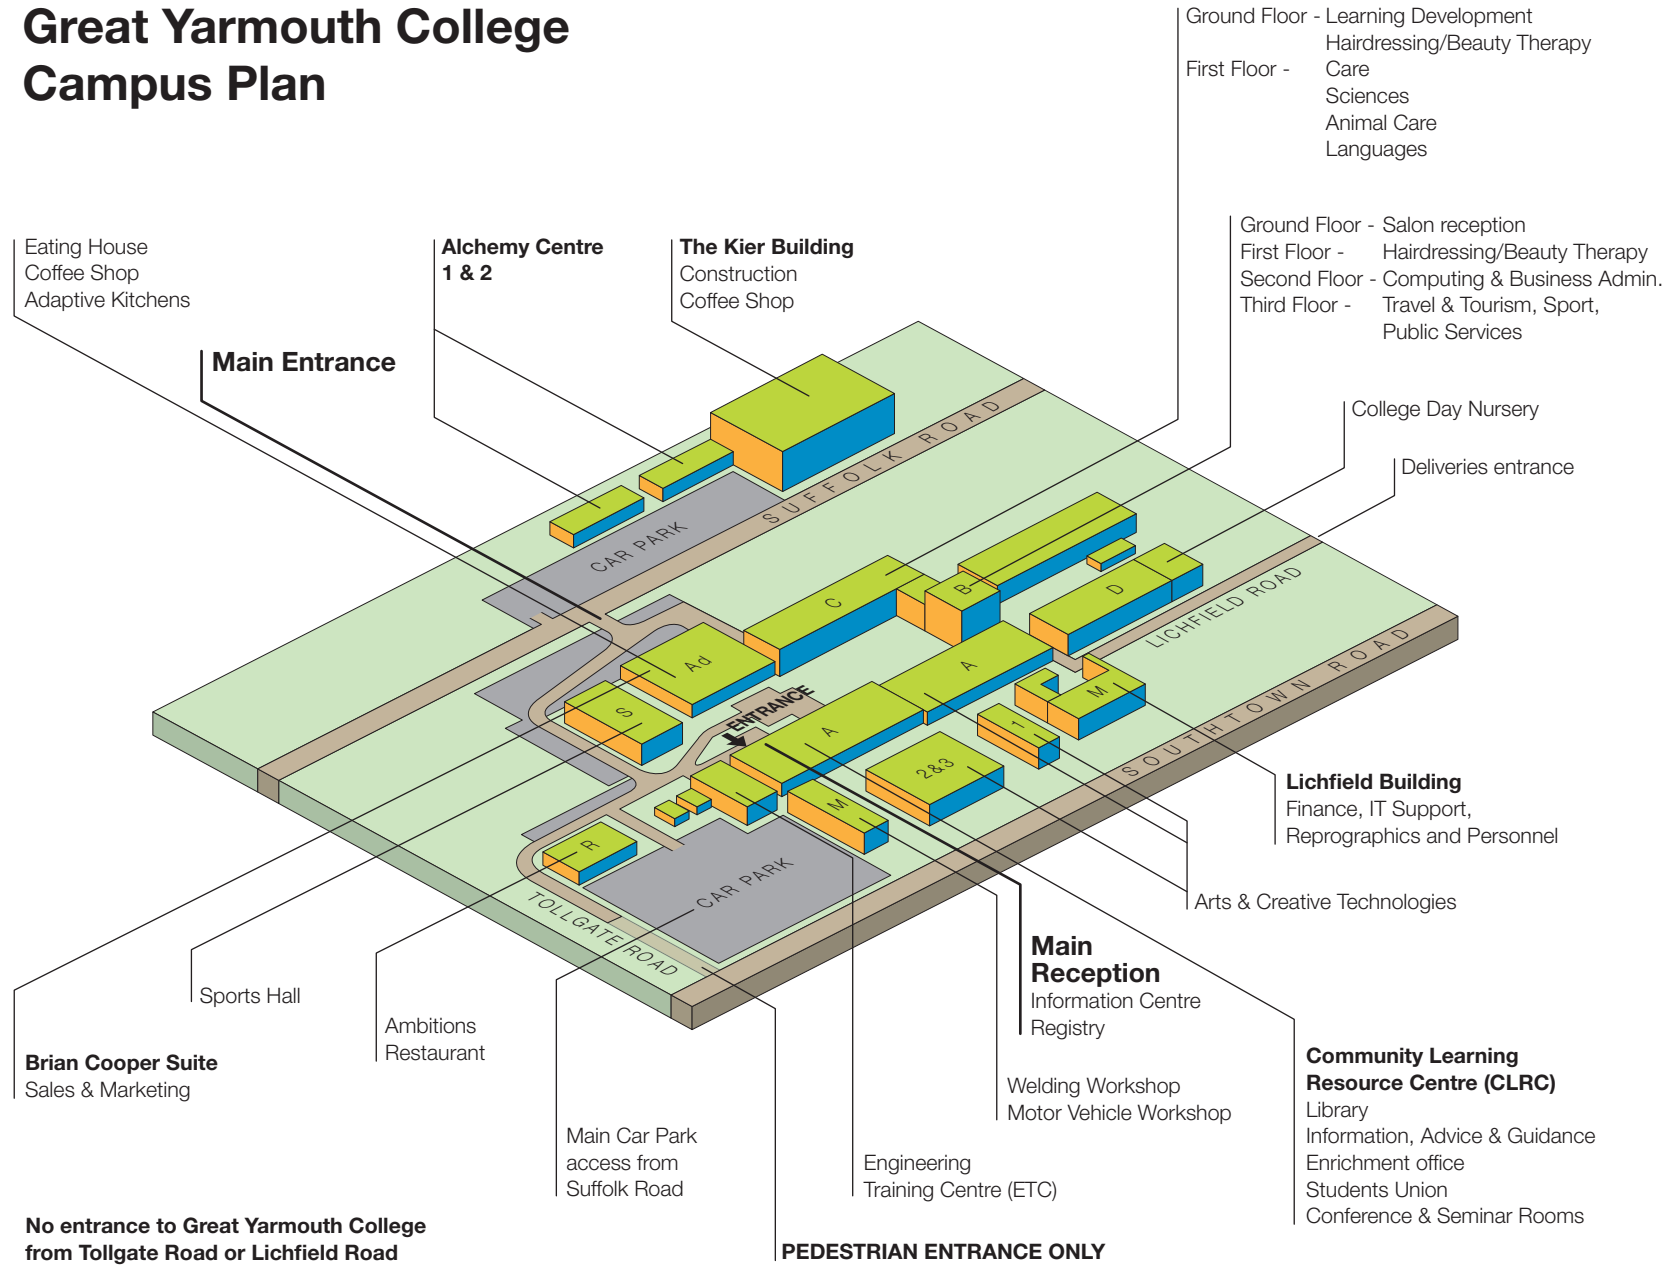 Great Yarmouth College
Campus Plan
Ground Floor - Learning Development
Hairdressing/Beauty Therapy
First Floor - Care
Sciences
Animal Care
Languages
Ground Floor - Salon reception
First Floor - Hairdressing/Beauty Therapy
Second Floor - Computing & Business Admin.
Third Floor - Travel & Tourism, Sport,
Public Services
Eating House
Coffee Shop
Adaptive Kitchens
Alchemy Centre
1 & 2
The Kier Building
Construction
Coffee Shop
Main Entrance
College Day Nursery
Deliveries entrance
SUFFOLK ROAD
CAR PARK
C
B
D
LICHFIELD ROAD
Ad
A
M
SOUTHTOWN ROAD
S
ENTRANCE
A
1
2&3
M
R
CAR PARK
TOLLGATE ROAD
Lichfield Building
Finance, IT Support,
Reprographics and Personnel
Arts & Creative Technologies
Main
Reception
Information Centre
Registry
Sports Hall
Ambitions
Restaurant
Brian Cooper Suite
Sales & Marketing
Community Learning
Resource Centre (CLRC)
Library
Information, Advice & Guidance
Enrichment office
Students Union
Conference & Seminar Rooms
Welding Workshop
Motor Vehicle Workshop
Main Car Park
access from
Suffolk Road
Engineering
Training Centre (ETC)
No entrance to Great Yarmouth College
from Tollgate Road or Lichfield Road
PEDESTRIAN ENTRANCE ONLY